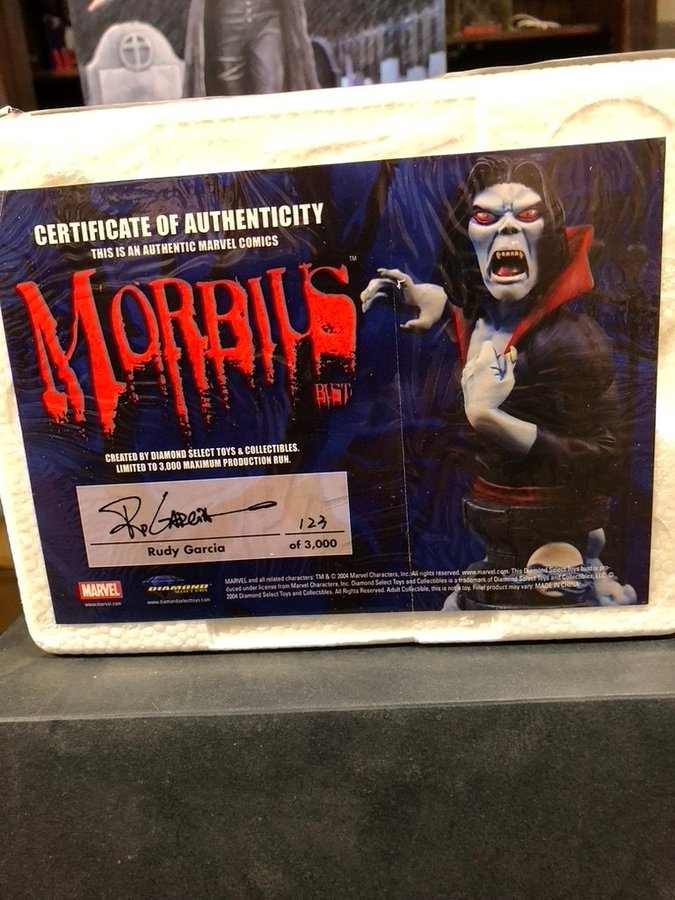 CERTIFICATE OF AUTHENTICITY
THIS IS AN AUTHENTIC MARVEL COMICS
MORBIUS™
BUST
CREATED BY DIAMOND SELECT TOYS & COLLECTIBLES.
LIMITED TO 3,000 MAXIMUM PRODUCTION RUN.
Ru Garcia
123
Rudy Garcia
of 3,000
MARVEL
www.marvel.com
DIAMOND
SELECT TOYS
www.diamondselecttoys.com
MARVEL and all related characters: TM & © 2004 Marvel Characters, Inc. All rights reserved. www.marvel.com. This Diamond Select Toys bust is pro-
duced under license from Marvel Characters, Inc. Diamond Select Toys and Collectibles is a trademark of Diamond Select Toys and Collectibles, LLC. ©
2004 Diamond Select Toys and Collectibles. All Rights Reserved. Adult Collectible, this is not a toy. Final product may vary. MADE IN CHINA.